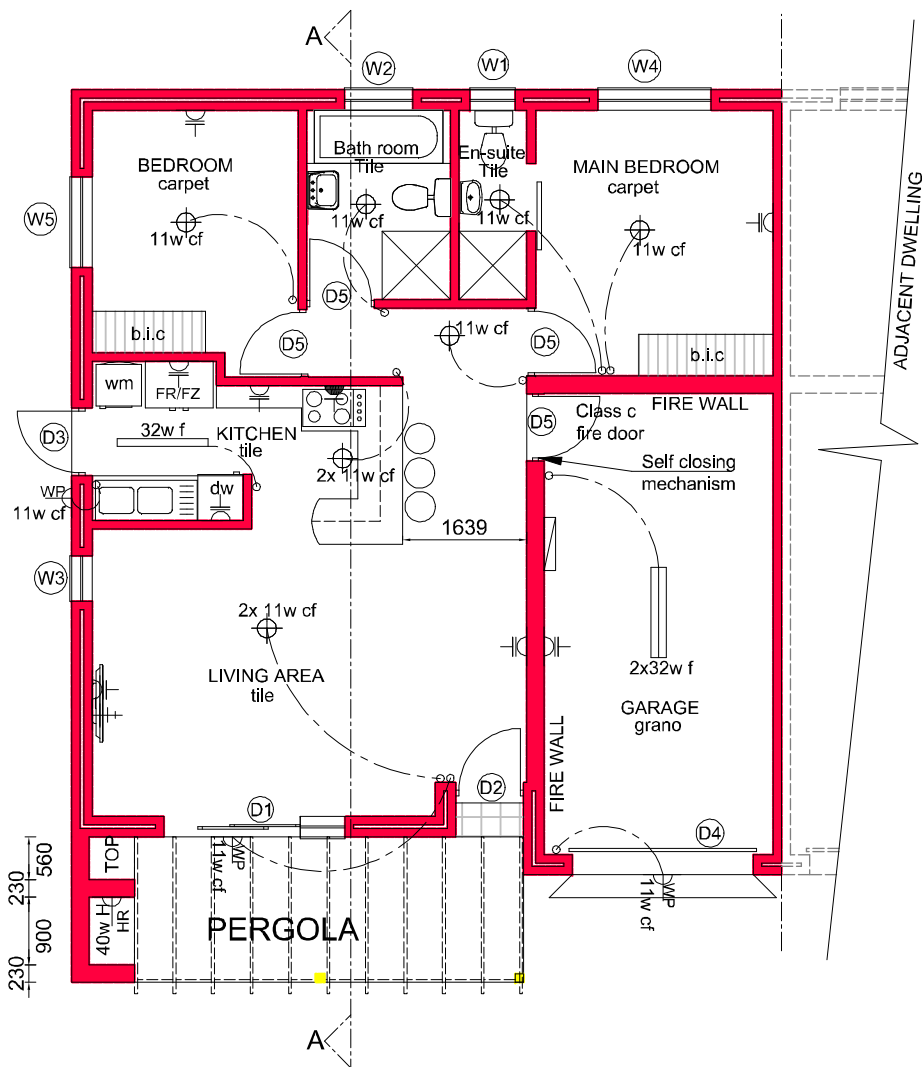 A
W2
W1
W4
BEDROOM
carpet
Bath room
Tile
En-suite
Tile
MAIN BEDROOM
carpet
ADJACENT DWELLING
W5
11w cf
11w cf
11w cf
11w cf
D5
b.i.c
D5
11w cf
D5
b.i.c
wm
FR/FZ
FIRE WALL
D3
32w f
KITCHEN
tile
D5
Class c
fire door
2x 11w cf
Self closing
mechanism
WP
11w cf
dw
1639
W3
2x 11w cf
LIVING AREA
tile
2x32w f
GARAGE
grano
FIRE WALL
D2
D1
D4
560
TOP
11w cf
WP
230
900
40w H
HR
PERGOLA
WP
11w cf
230
A